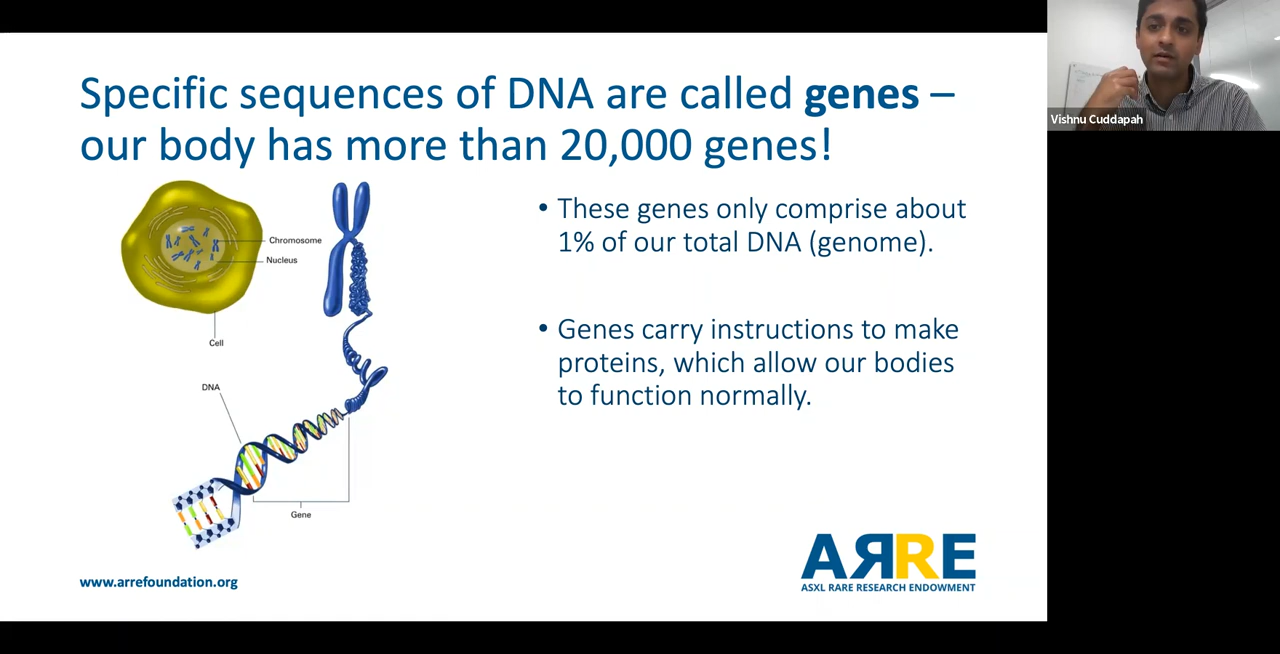 Specific sequences of DNA are called genes –
our body has more than 20,000 genes!
Vishnu Cuddapah
• These genes only comprise about
1% of our total DNA (genome).
• Genes carry instructions to make
proteins, which allow our bodies
to function normally.
Chromosome
Nucleus
Cell
DNA
Gene
www.arrefoundation.org
ARRE
ASXL RARE RESEARCH ENDOWMENT